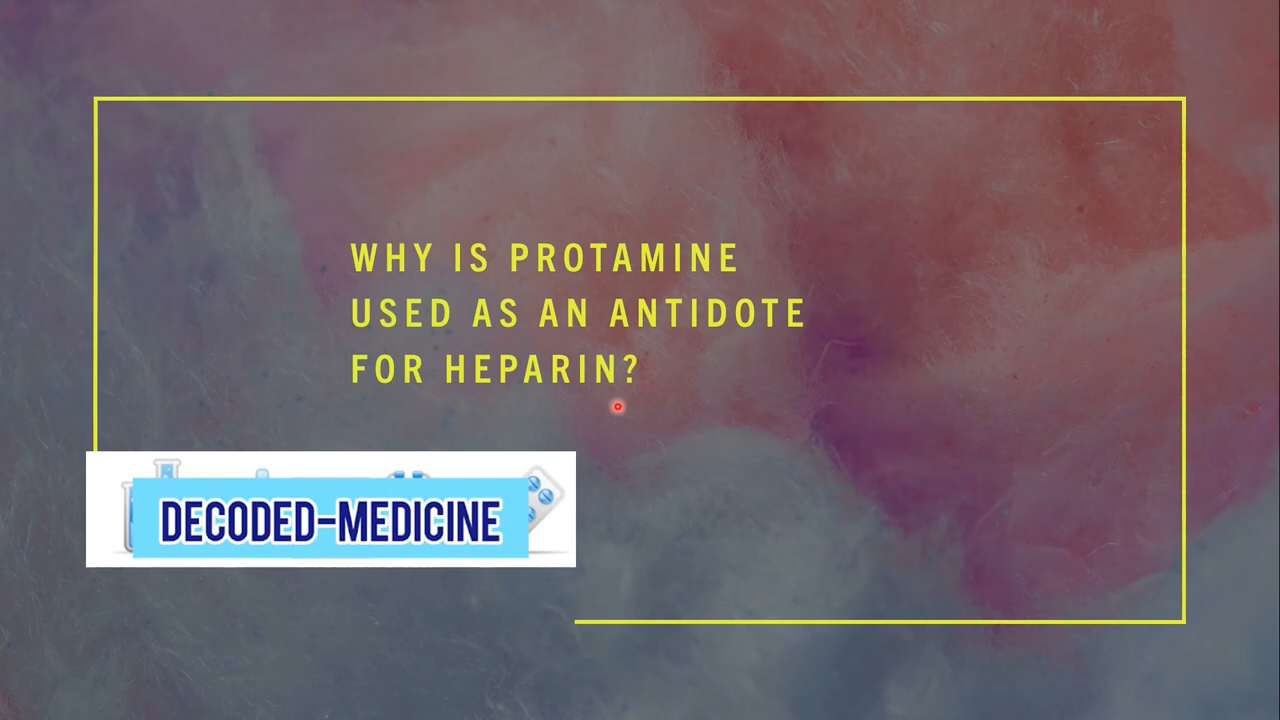 WHY IS PROTAMINE
USED AS AN ANTIDOTE
FOR HEPARIN?
DECODED-MEDICINE